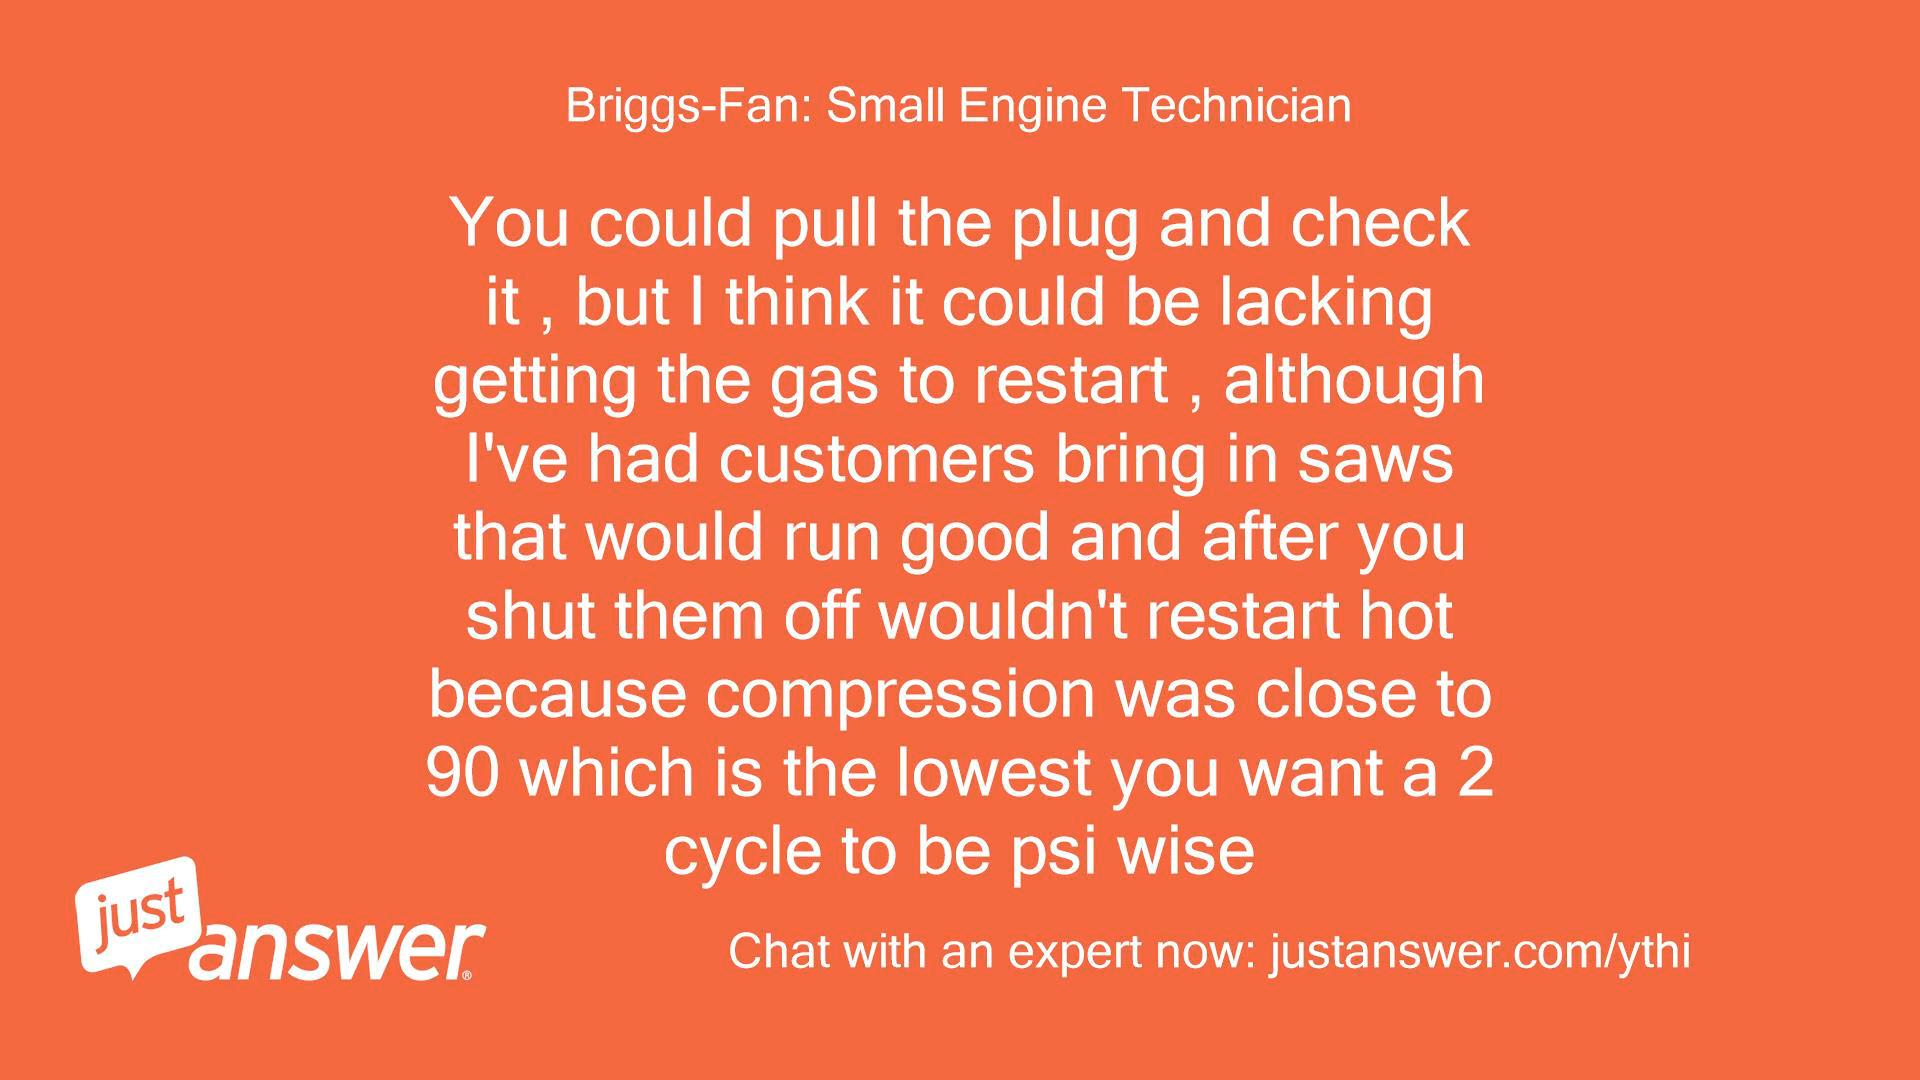 Briggs-Fan: Small Engine Technician
You could pull the plug and check
it , but I think it could be lacking
getting the gas to restart , although
I've had customers bring in saws
that would run good and after you
shut them off wouldn't restart hot
because compression was close to
90 which is the lowest you want a 2
cycle to be psi wise
just
answer®
Chat with an expert now: justanswer.com/ythi